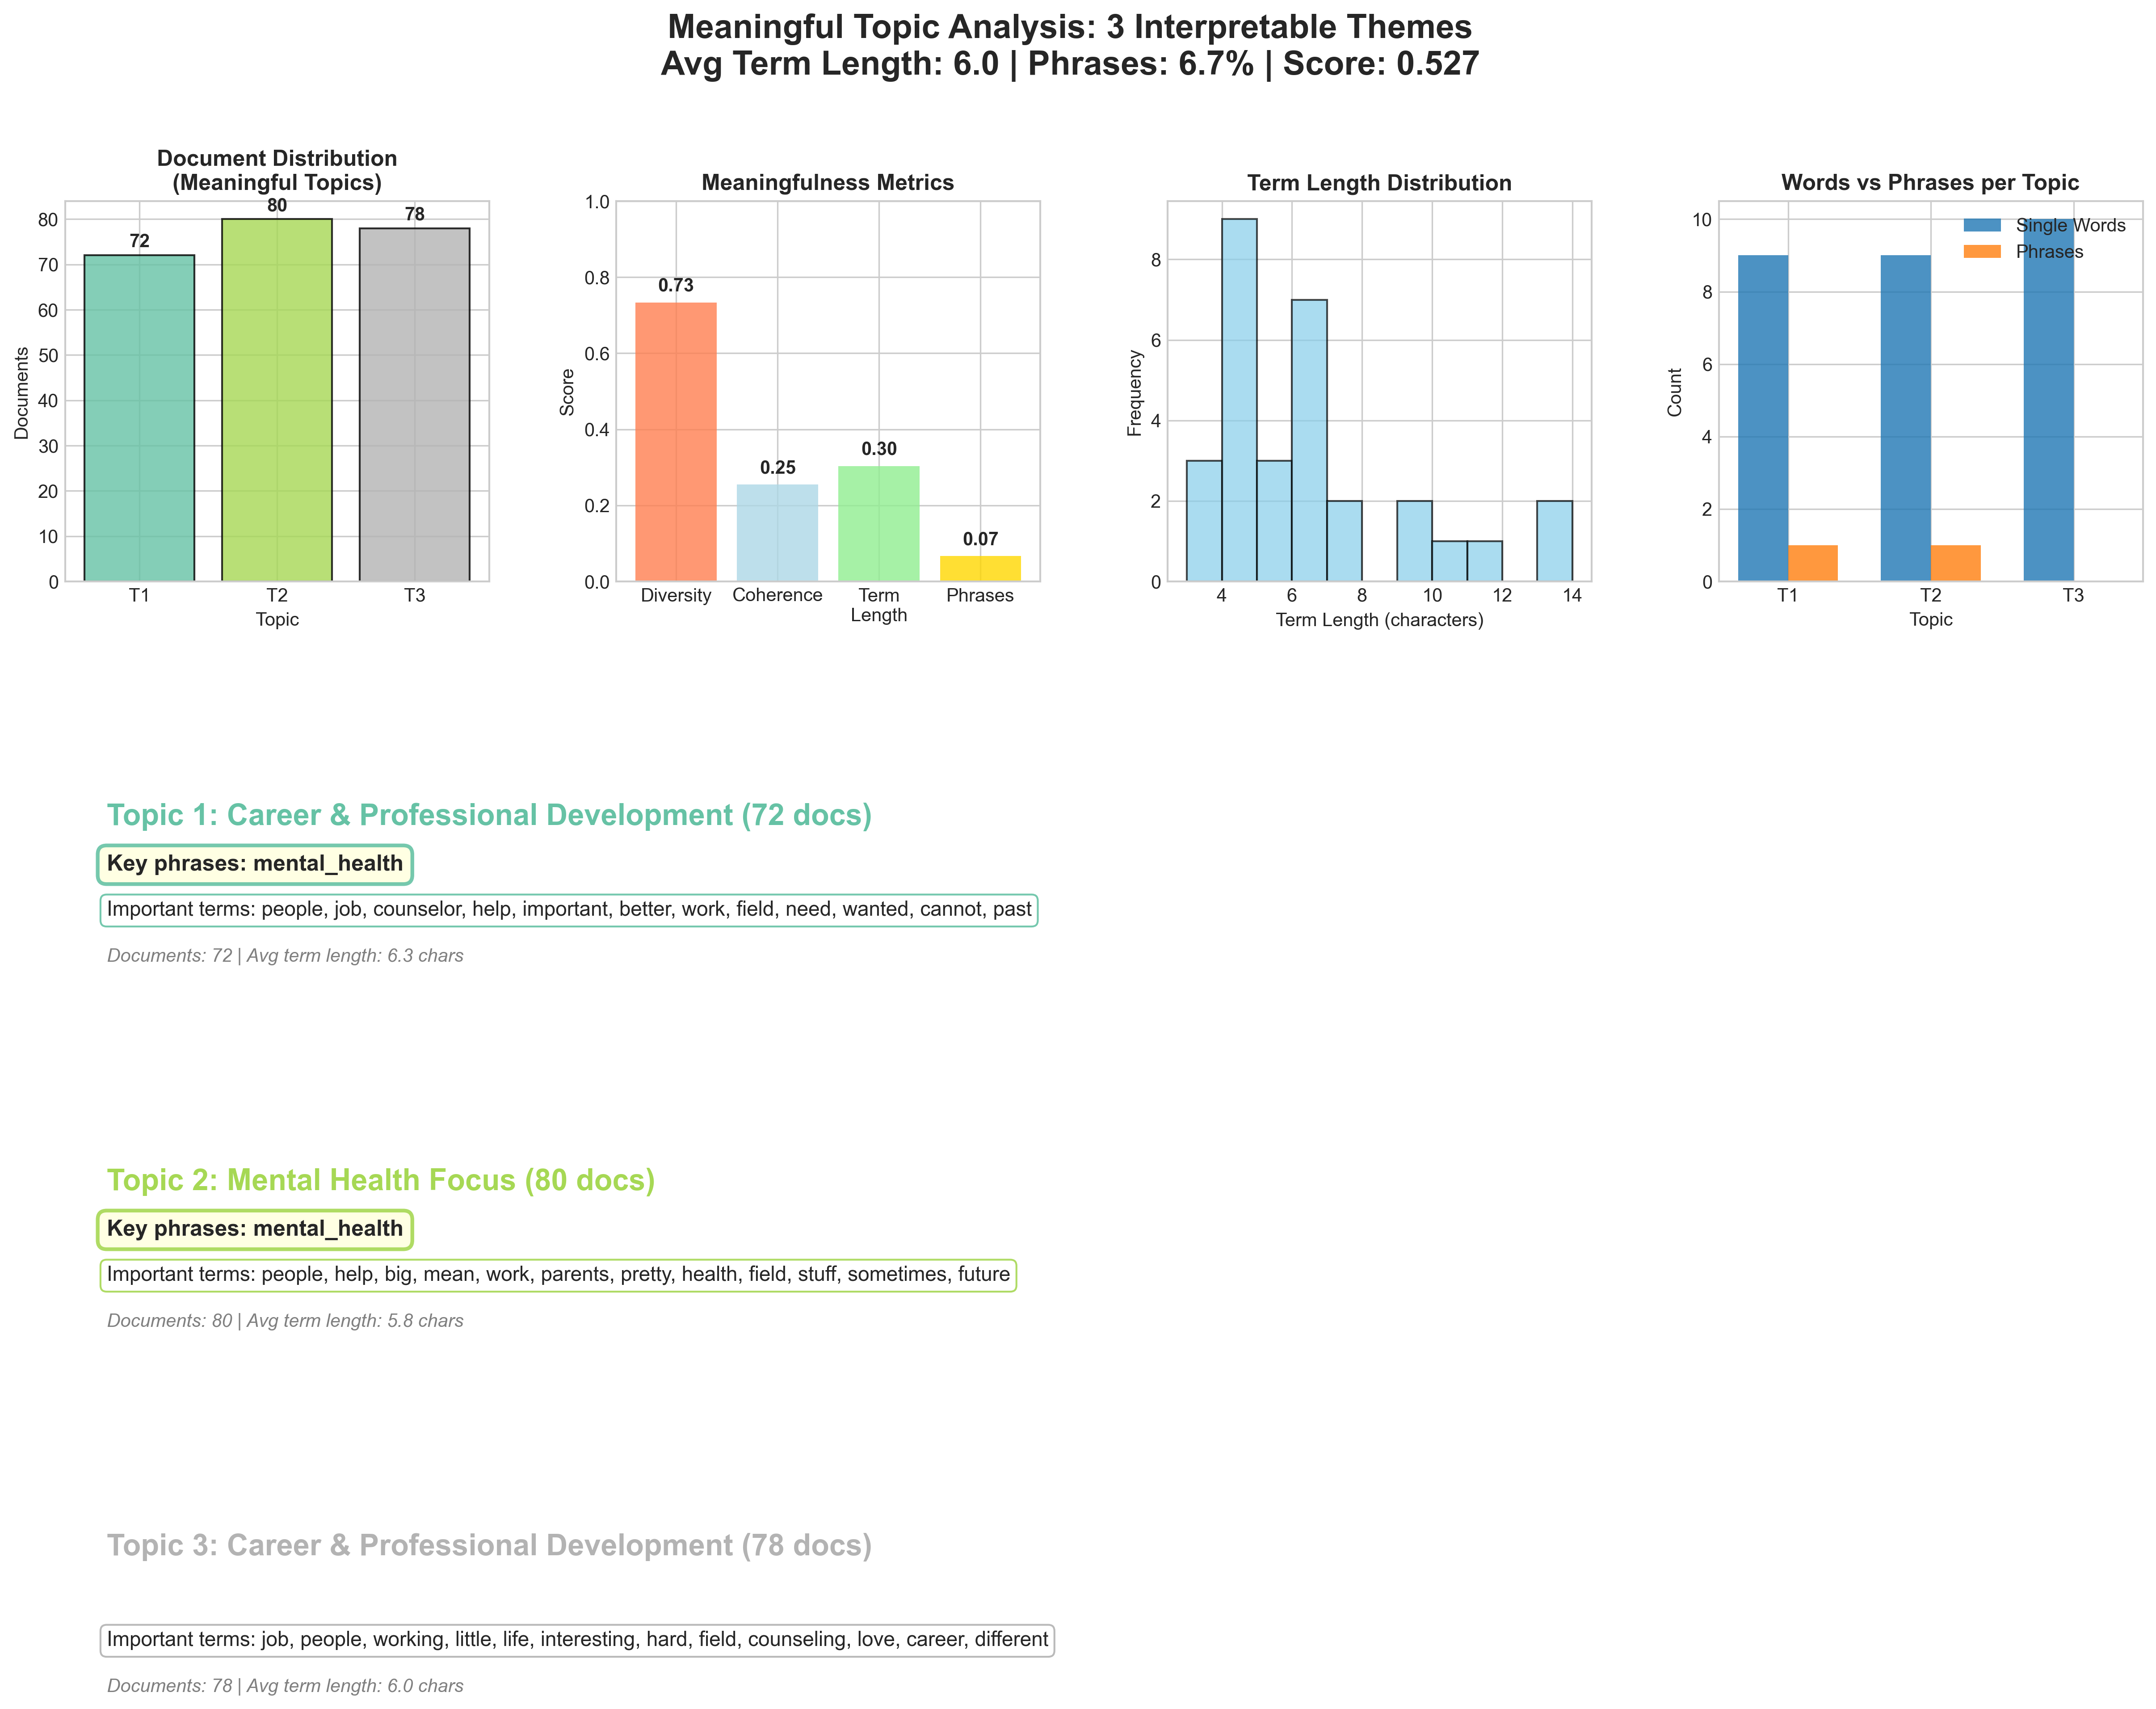 Meaningful Topic Analysis: 3 Interpretable Themes
Avg Term Length: 6.0 | Phrases: 6.7% | Score: 0.527
Document Distribution
(Meaningful Topics)
80
70
60
50
40
30
20
10
0
Documents
72
80
78
T1
T2
T3
Topic
Meaningfulness Metrics
1.0
0.8
0.6
0.4
0.2
0.0
Score
0.73
0.25
0.30
0.07
Diversity
Coherence
Term
Length
Phrases
Term Length Distribution
8
6
4
2
0
Frequency
4
6
8
10
12
14
Term Length (characters)
Words vs Phrases per Topic
10
8
6
4
2
0
Count
Single Words
Phrases
T1
T2
T3
Topic
Topic 1: Career & Professional Development (72 docs)
Key phrases: mental_health
Important terms: people, job, counselor, help, important, better, work, field, need, wanted, cannot, past
Documents: 72 | Avg term length: 6.3 chars
Topic 2: Mental Health Focus (80 docs)
Key phrases: mental_health
Important terms: people, help, big, mean, work, parents, pretty, health, field, stuff, sometimes, future
Documents: 80 | Avg term length: 5.8 chars
Topic 3: Career & Professional Development (78 docs)
Important terms: job, people, working, little, life, interesting, hard, field, counseling, love, career, different
Documents: 78 | Avg term length: 6.0 chars